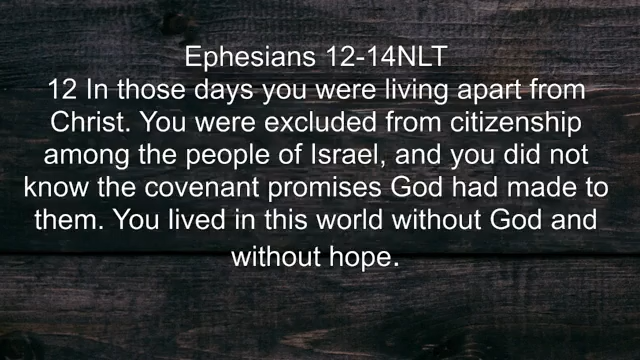 Ephesians 12-14NLT
12 In those days you were living apart from
Christ. You were excluded from citizenship
among the people of Israel, and you did not
know the covenant promises God had made to
them. You lived in this world without God and
without hope.